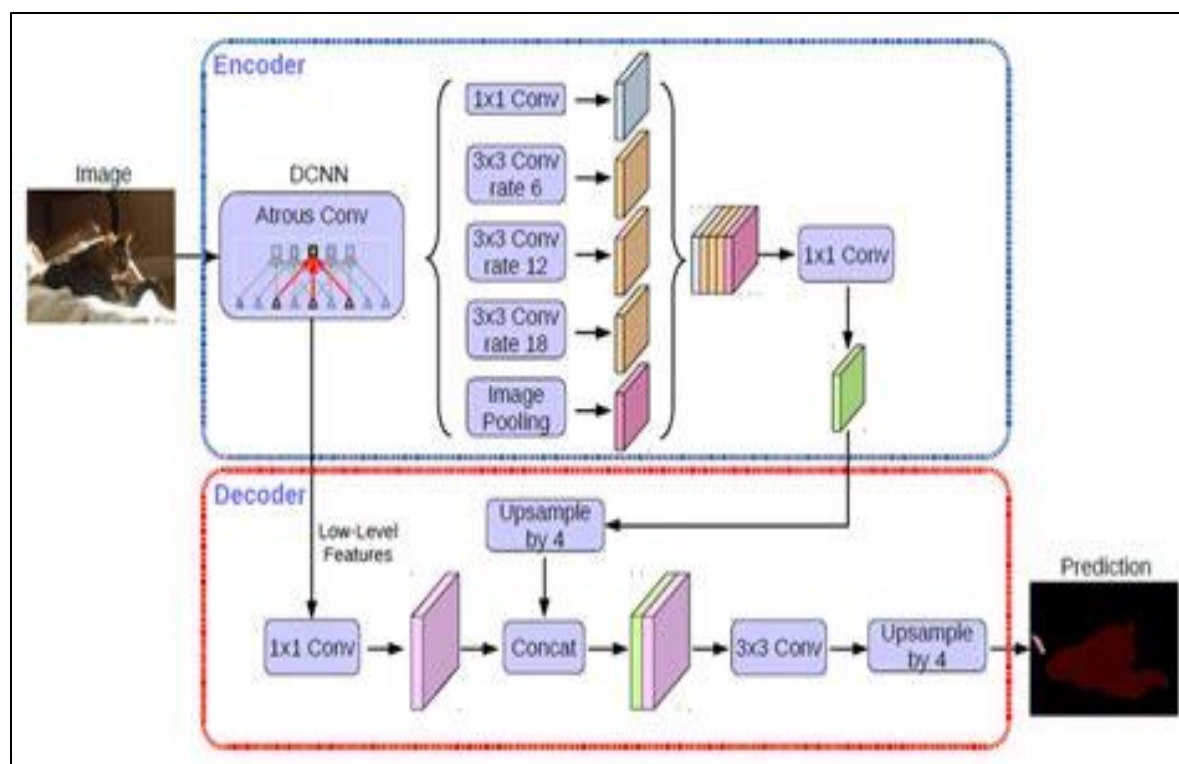 Encoder
Image
DCNN
Atrous Conv
1x1 Conv
3x3 Conv
rate 6
3x3 Conv
rate 12
3x3 Conv
rate 18
Image
Pooling
1x1 Conv
Decoder
Low-Level
Features
Upsample
by 4
1x1 Conv
Concat
3x3 Conv
Upsample
by 4
Prediction